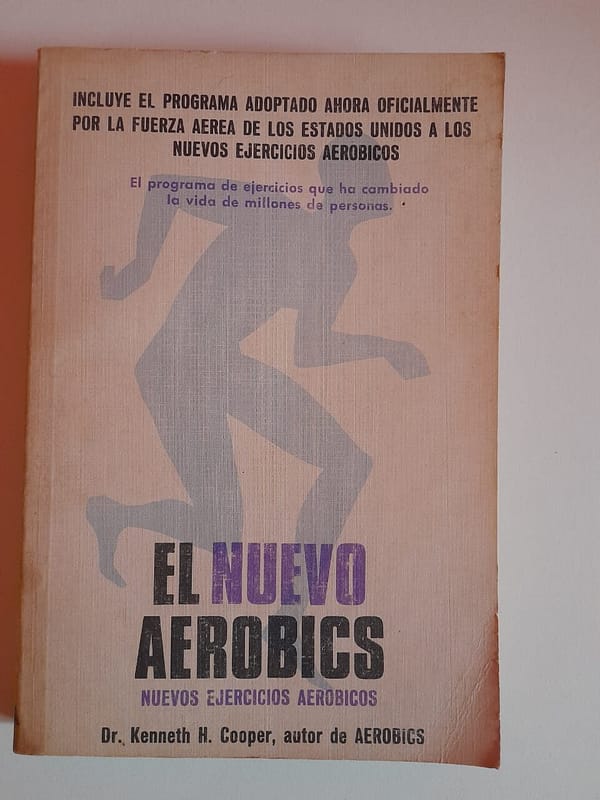 INCLUYE EL PROGRAMA ADOPTADO AHORA OFICIALMENTE
POR LA FUERZA AEREA DE LOS ESTADOS UNIDOS A LOS
NUEVOS EJERCICIOS AEROBICOS
El programa de ejercicios que ha cambiado
la vida de millones de personas.
EL NUEVO
AEROBICS
NUEVOS EJERCICIOS AEROBICOS
Dr. Kenneth H. Cooper, autor de AEROBICS